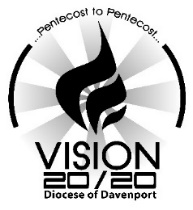 ...Pentecost to Pentecost...
VISION
20/20
Diocese of Davenport